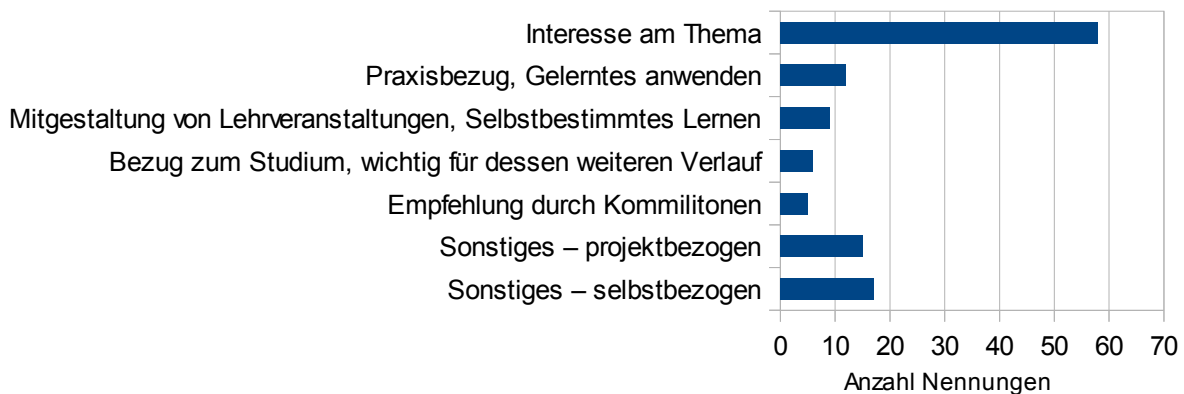 Interesse am Thema
Praxisbezug, Gelerntes anwenden
Mitgestaltung von Lehrveranstaltungen, Selbstbestimmtes Lernen
Bezug zum Studium, wichtig für dessen weiteren Verlauf
Empfehlung durch Kommilitonen
Sonstiges – projektbezogen
Sonstiges – selbstbezogen
0 10 20 30 40 50 60 70
Anzahl Nennungen